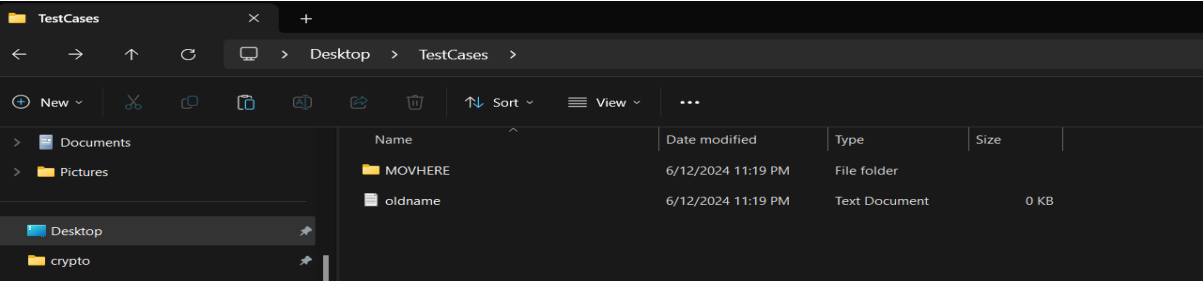 TestCases
Desktop > TestCases >
New Sort View ...
Name Date modified Type Size
Documents
MOVHERE 6/12/2024 11:19 PM File folder
Pictures
oldname 6/12/2024 11:19 PM Text Document 0 KB
Desktop
crypto